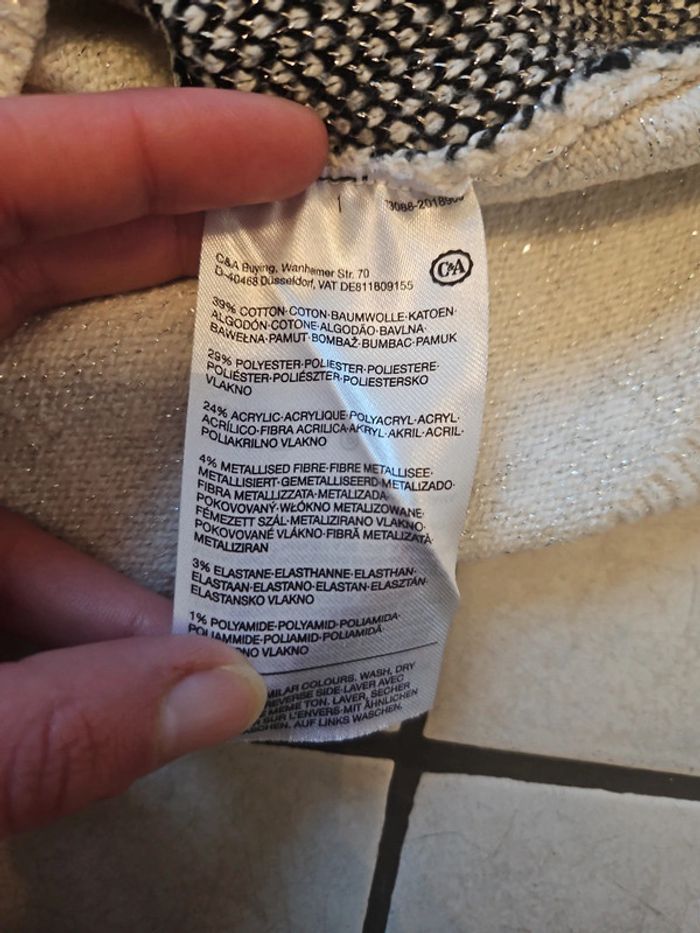 1
C&A
C&A Buying, Wanheimer Str. 70
D-40468 Düsseldorf, VAT DE811809155
39% COTTON·COTON·BAUMWOLLE·KATOEN·
ALGODÓN·COTONE·ALGODÃO·BAVLNA·
BAWEŁNA·PAMUT·BOMBAŽ·BUMBAC·PAMUK
29% POLYESTER·POLIESTER·POLIESTERE·
POLIÉSTER·POLIÉSZTER·POLIESTERSKO
VLAKNO
24% ACRYLIC·ACRYLIQUE·POLYACRYL·ACRYL·
ACRÍLICO·FIBRA ACRILICA·AKRYL·AKRIL·ACRIL·
POLIAKRILNO VLAKNO
4% METALLISED FIBRE·FIBRE METALLISEE·
METALLISIERT·GEMETALLISEERD·METALIZADO·
FIBRA METALLIZZATA·METALIZADA·
POKOVOVANÝ·WŁÓKNO METALIZOWANE·
FÉMEZETT SZÁL·METALIZIRANO VLAKNO·
POKOVOVANÉ VLÁKNO·FIBRĂ METALIZATĂ·
METALIZIRAN
3% ELASTANE·ELASTHANNE·ELASTHAN·
ELASTAAN·ELASTANO·ELASTAN·ELASZTÁN·
ELASTANSKO VLAKNO
1% POLYAMIDE·POLYAMID·POLIAMIDA·
POLIAMMIDE·POLIAMID·POLIAMIDĂ·
VLAKNO
COLOURS. WASH, DRY
REVERSE SIDE·LAVER AVEC
MEME TON. LAVER, SECHER
SUR L'ENVERS·MIT ÄHNLICHEN
AUF LINKS WASCHEN,